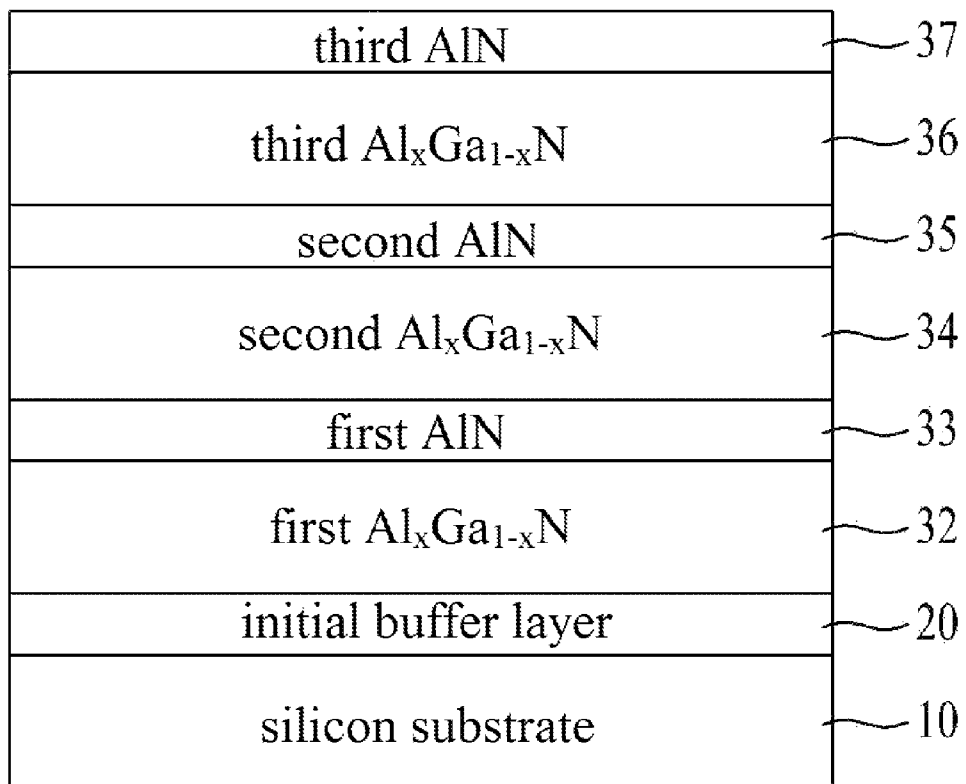 third AlN 37
third AlₓGa₁₋ₓN 36
second AlN 35
second AlₓGa₁₋ₓN 34
first AlN 33
first AlₓGa₁₋ₓN 32
initial buffer layer 20
silicon substrate 10